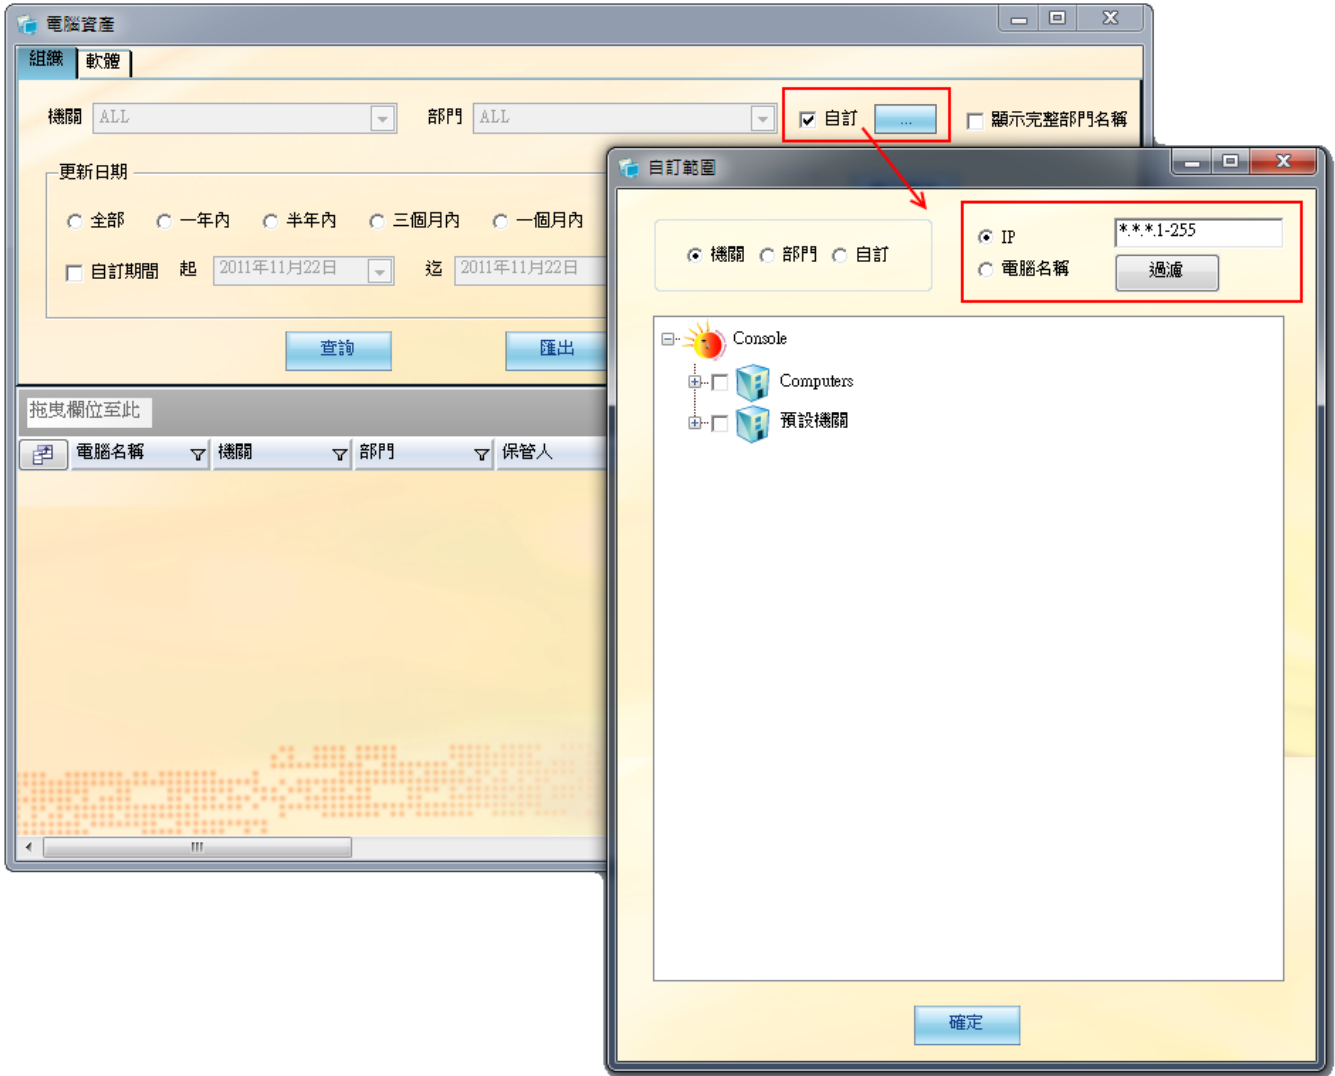 電腦資產
組織 軟體
機關 ALL 部門 ALL 自訂 ... 顯示完整部門名稱
更新日期
全部 一年內 半年內 三個月內 一個月內
自訂期間 起 2011年11月22日 迄 2011年11月22日
查詢 匯出
拖曳欄位至此
電腦名稱 機關 部門 保管人
自訂範圍
機關 部門 自訂
IP *.*.*.1-255
電腦名稱 過濾
Console
Computers
預設機關
確定